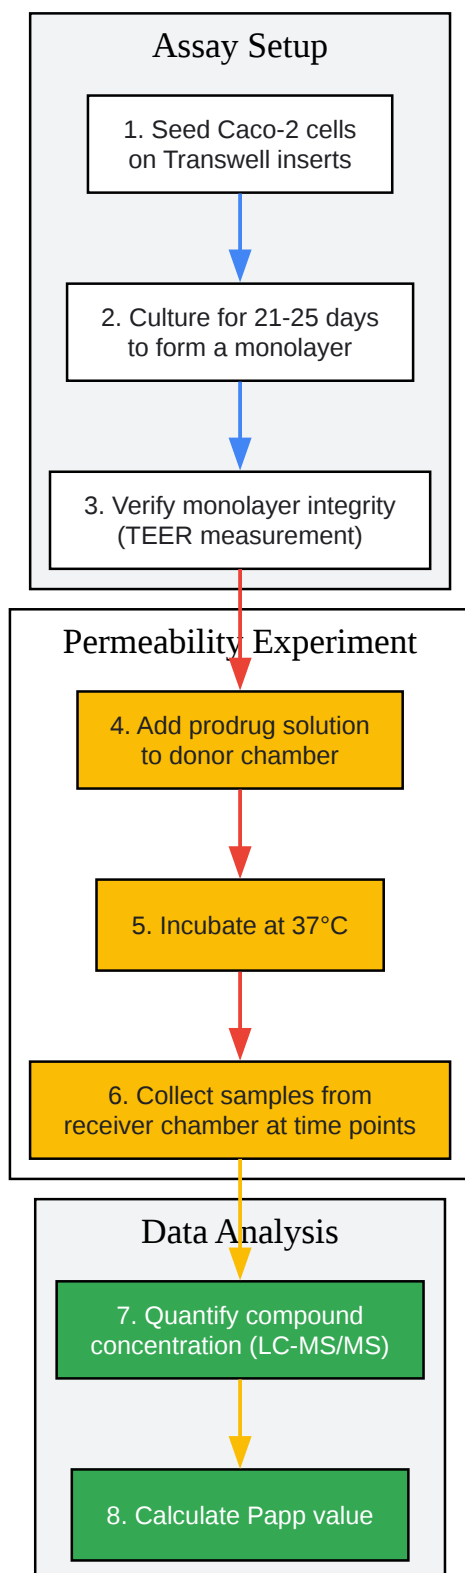 Assay Setup
1. Seed Caco-2 cells
on Transwell inserts
2. Culture for 21-25 days
to form a monolayer
3. Verify monolayer integrity
(TEER measurement)
Permeability Experiment
4. Add prodrug solution
to donor chamber
5. Incubate at 37°C
6. Collect samples from
receiver chamber at time points
Data Analysis
7. Quantify compound
concentration (LC-MS/MS)
8. Calculate Papp value